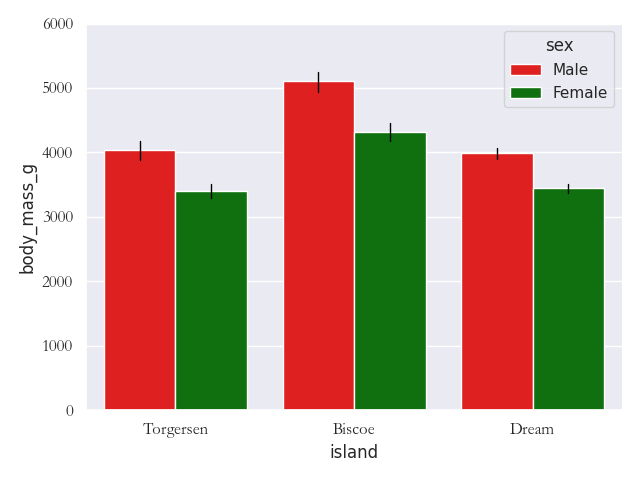 sex
Male
Female
6000
5000
4000
3000
2000
1000
0
body_mass_g
Torgersen Biscoe Dream
island